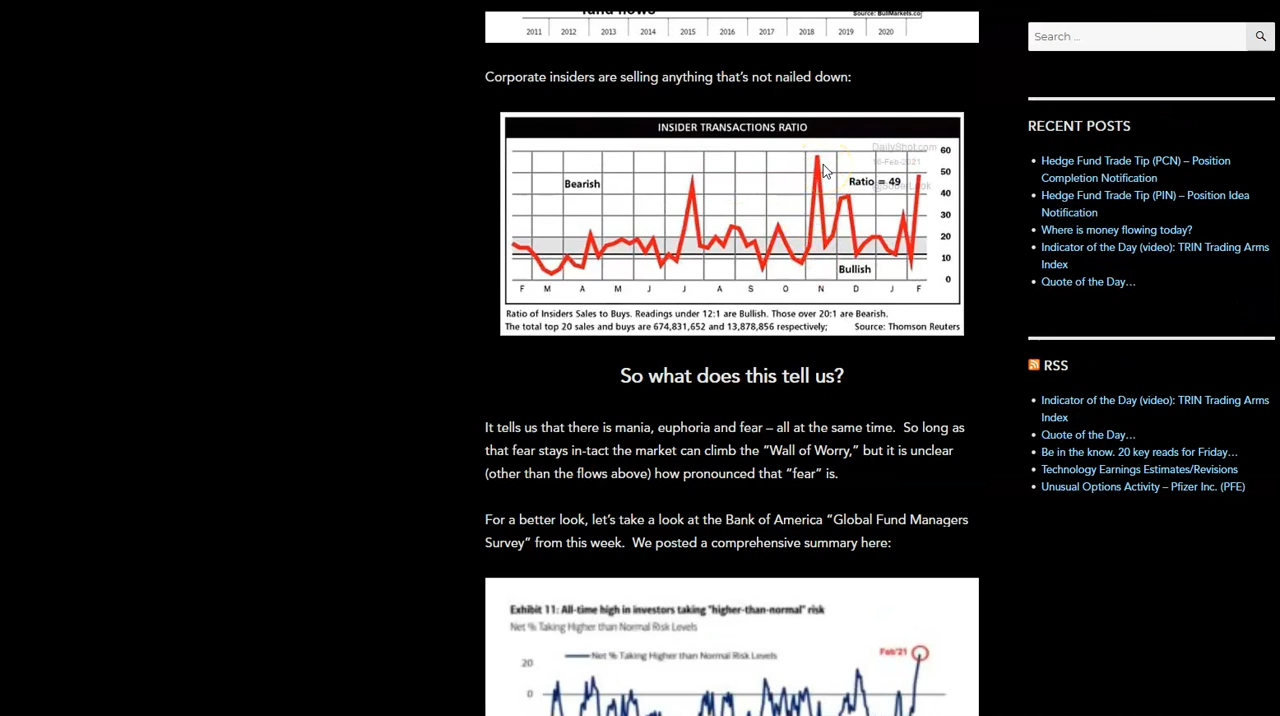 Source: BullMarkets.co
2011 2012 2013 2014 2015 2016 2017 2018 2019 2020
Corporate insiders are selling anything that's not nailed down:
INSIDER TRANSACTIONS RATIO
DailyShot.com
Bearish
Ratio = 49
60
50
40
30
20
10
0
Bullish
F M A M J J A S O N D J F
Ratio of Insiders Sales to Buys. Readings under 12:1 are Bullish. Those over 20:1 are Bearish.
The total top 20 sales and buys are 674,831,652 and 13,878,856 respectively; Source: Thomson Reuters
So what does this tell us?
It tells us that there is mania, euphoria and fear – all at the same time. So long as
that fear stays in-tact the market can climb the “Wall of Worry,” but it is unclear
(other than the flows above) how pronounced that “fear” is.
For a better look, let's take a look at the Bank of America “Global Fund Managers
Survey” from this week. We posted a comprehensive summary here:
Exhibit 11: All-time high in investors taking "higher-than-normal" risk
Net % Taking Higher than Normal Risk Levels
Net % Taking Higher than Normal Risk Levels
Feb'21
20
0
Search ...
RECENT POSTS
Hedge Fund Trade Tip (PCN) – Position
Completion Notification
Hedge Fund Trade Tip (PIN) – Position Idea
Notification
Where is money flowing today?
Indicator of the Day (video): TRIN Trading Arms
Index
Quote of the Day…
RSS
Indicator of the Day (video): TRIN Trading Arms
Index
Quote of the Day…
Be in the know. 20 key reads for Friday…
Technology Earnings Estimates/Revisions
Unusual Options Activity – Pfizer Inc. (PFE)